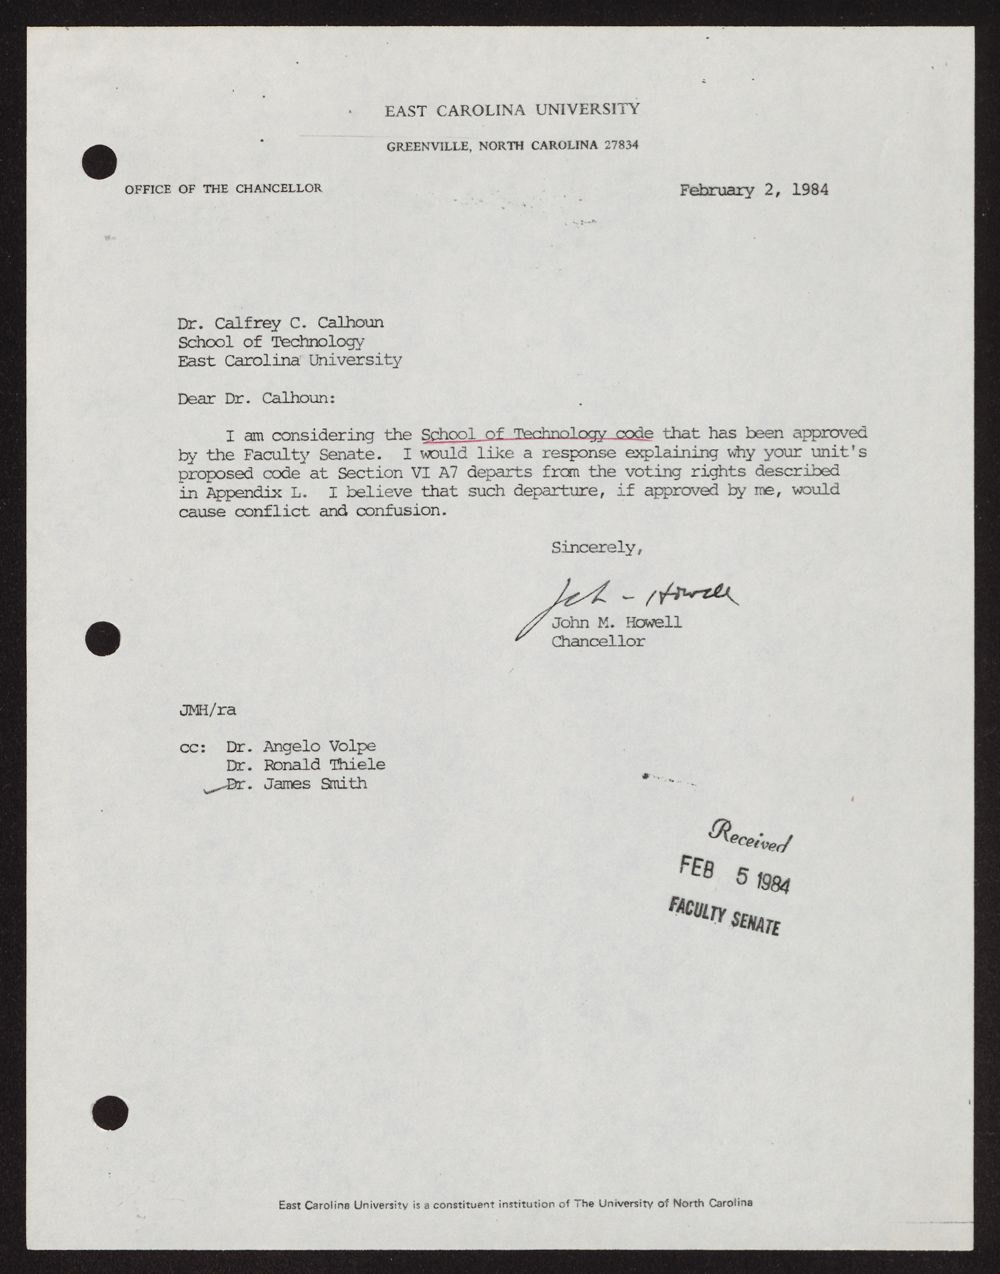 EAST CAROLINA UNIVERSITY
GREENVILLE, NORTH CAROLINA 27834
OFFICE OF THE CHANCELLOR
February 2, 1984
Dr. Calfrey C. Calhoun
School of Technology
East Carolina University
Dear Dr. Calhoun:
I am considering the School of Technology code that has been approved
by the Faculty Senate.  I would like a response explaining why your unit's
proposed code at Section VI A7 departs from the voting rights described
in Appendix L.  I believe that such departure, if approved by me, would
cause conflict and confusion.
Sincerely,
John Howell
John M. Howell
Chancellor
JMH/ra
cc:  Dr. Angelo Volpe
Dr. Ronald Thiele
Dr. James Smith
Received
FEB 5 1984
FACULTY SENATE
East Carolina University is a constituent institution of The University of North Carolina